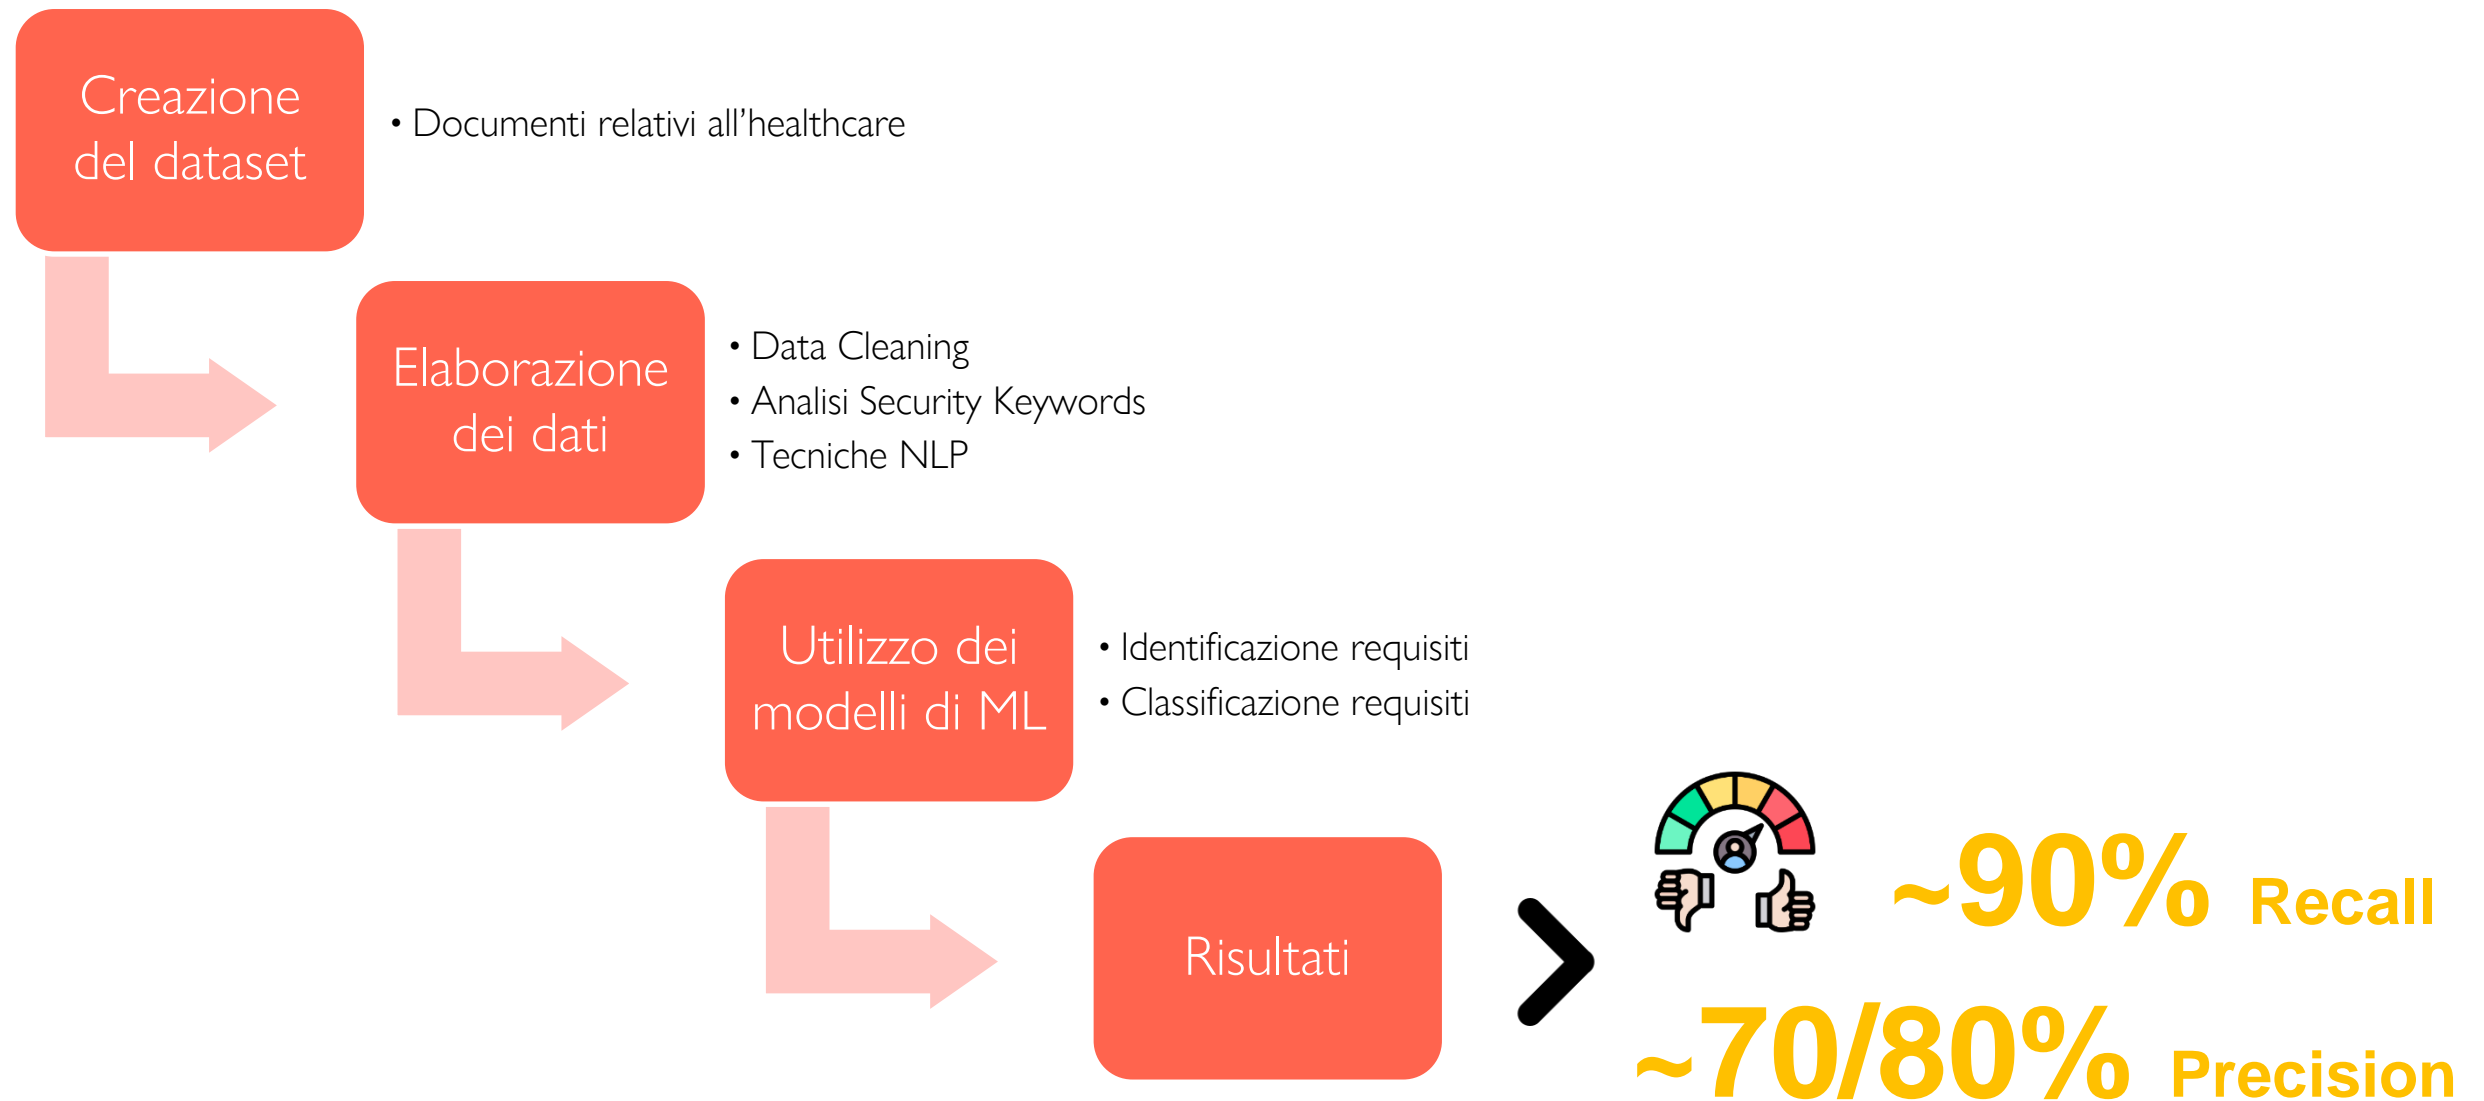 Creazione
del dataset
• Documenti relativi all’healthcare
Elaborazione
dei dati
• Data Cleaning
• Analisi Security Keywords
• Tecniche NLP
Utilizzo dei
modelli di ML
• Identificazione requisiti
• Classificazione requisiti
Risultati
~90% Recall
~70/80% Precision